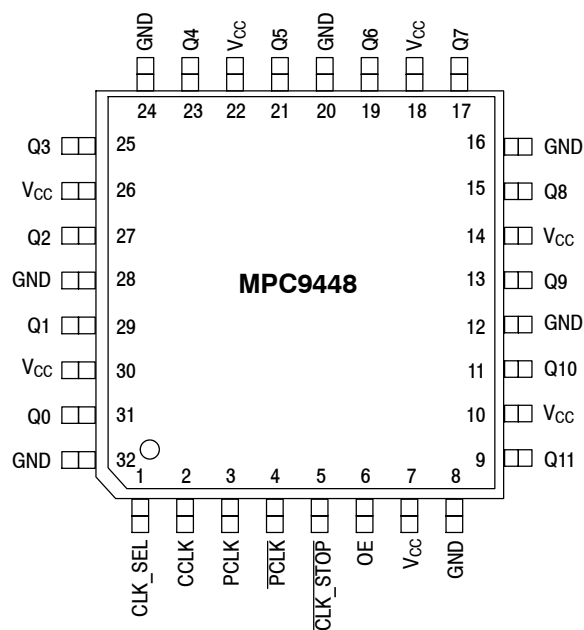 GND Q4 VCC Q5 GND Q6 VCC Q7
24 23 22 21 20 19 18 17
Q3 25 16 GND
VCC 26 15 Q8
Q2 27 14 VCC
GND 28 13 Q9
MPC9448
Q1 29 12 GND
VCC 30 11 Q10
Q0 31 10 VCC
GND 32 9 Q11
1 2 3 4 5 6 7 8
CLK_SEL CCLK PCLK P̅C̅L̅K̅ C̅L̅K̅_̅S̅T̅O̅P̅ OE VCC GND